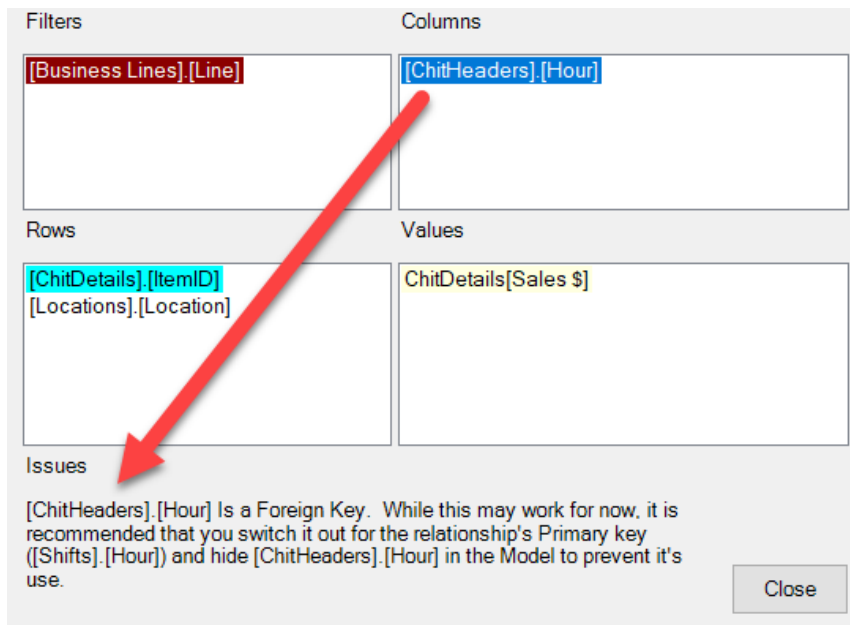 Filters
Columns
[Business Lines].[Line]
[ChitHeaders].[Hour]
Rows
Values
[ChitDetails].[ItemID]
[Locations].[Location]
ChitDetails[Sales $]
Issues
[ChitHeaders].[Hour] Is a Foreign Key.  While this may work for now, it is
recommended that you switch it out for the relationship's Primary key
([Shifts].[Hour]) and hide [ChitHeaders].[Hour] in the Model to prevent it's
use.
Close